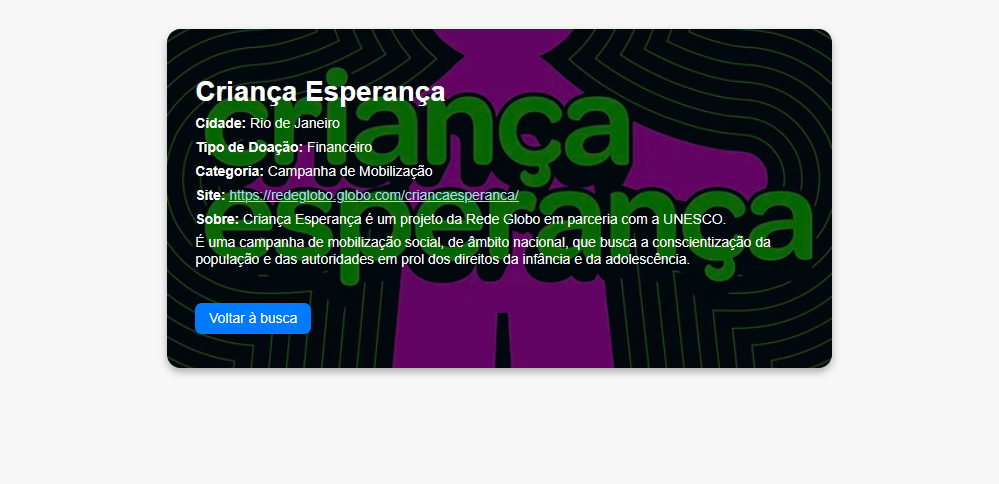 Criança Esperança
criança
Cidade: Rio de Janeiro
Tipo de Doação: Financeiro
Categoria: Campanha de Mobilização
Site: https://redeglobo.globo.com/criancaesperanca/
esperança
Sobre: Criança Esperança é um projeto da Rede Globo em parceria com a UNESCO.
É uma campanha de mobilização social, de âmbito nacional, que busca a conscientização da
população e das autoridades em prol dos direitos da infância e da adolescência.
Voltar à busca